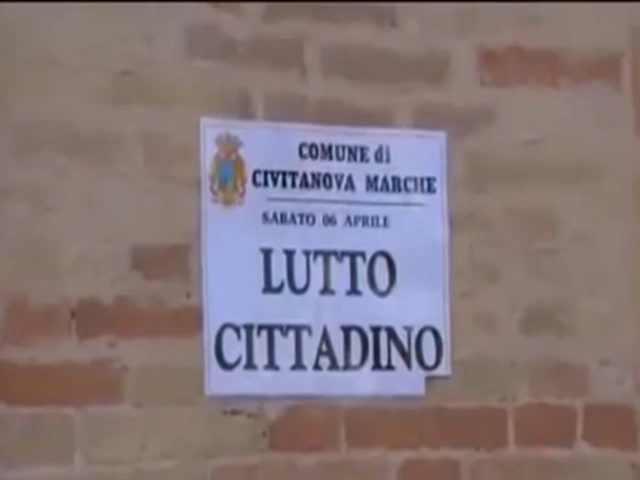 COMUNE di
CIVITANOVA MARCHE
SABATO 06 APRILE
LUTTO
CITTADINO